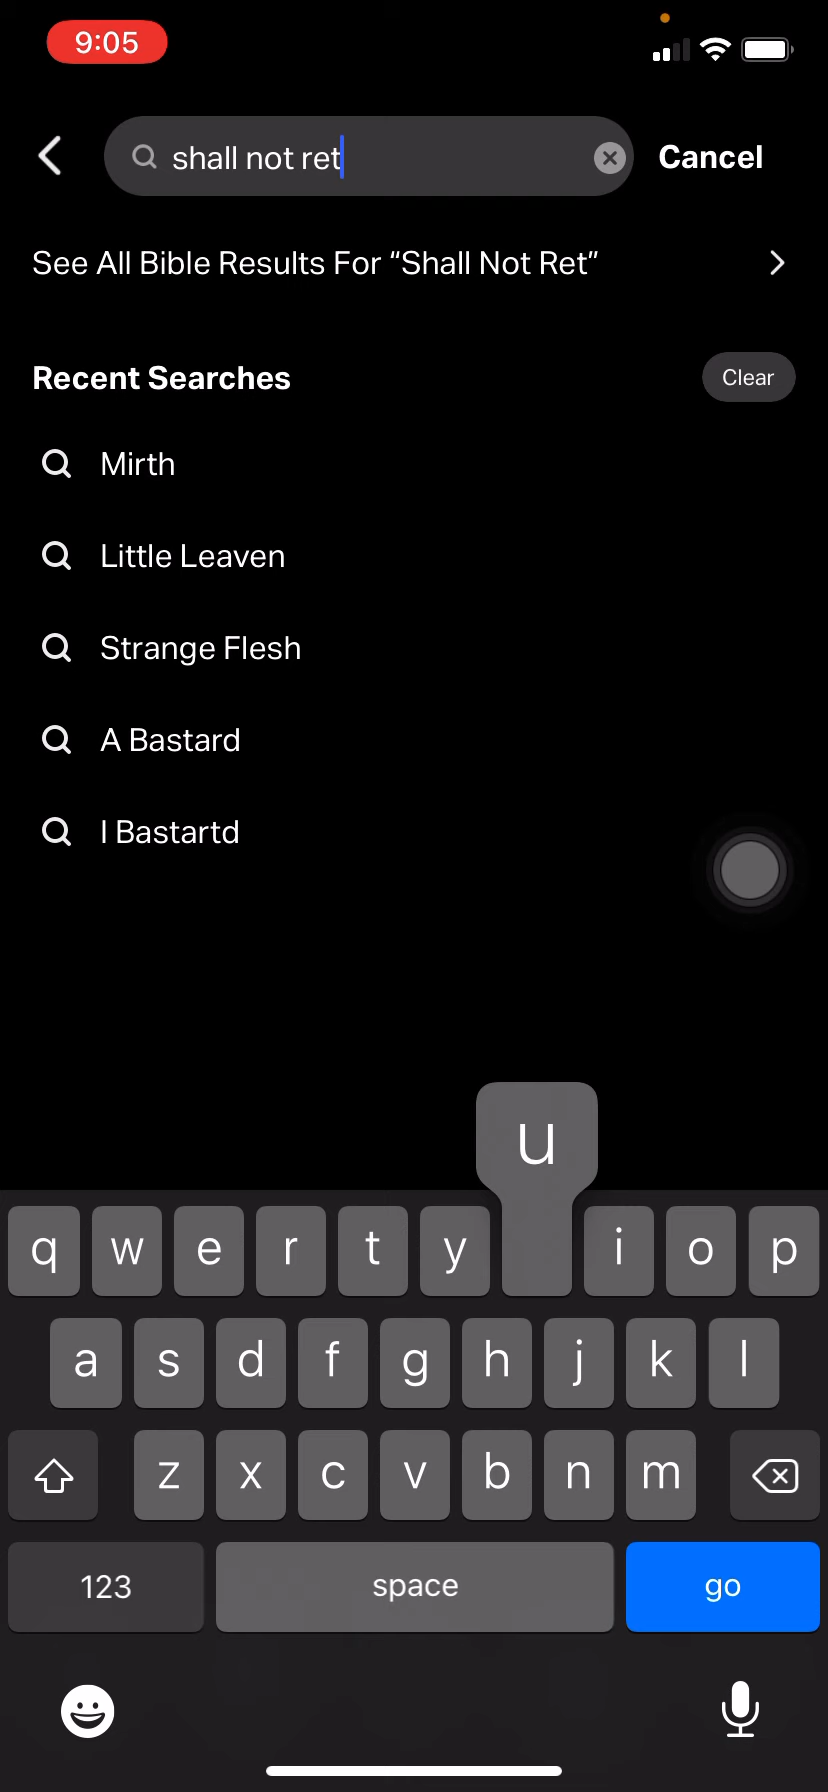 9:05
shall not ret
Cancel
See All Bible Results For “Shall Not Ret”
Recent Searches
Clear
Mirth
Little Leaven
Strange Flesh
A Bastard
I Bastartd
u
q w e r t y i o p
a s d f g h j k l
z x c v b n m
123 space go